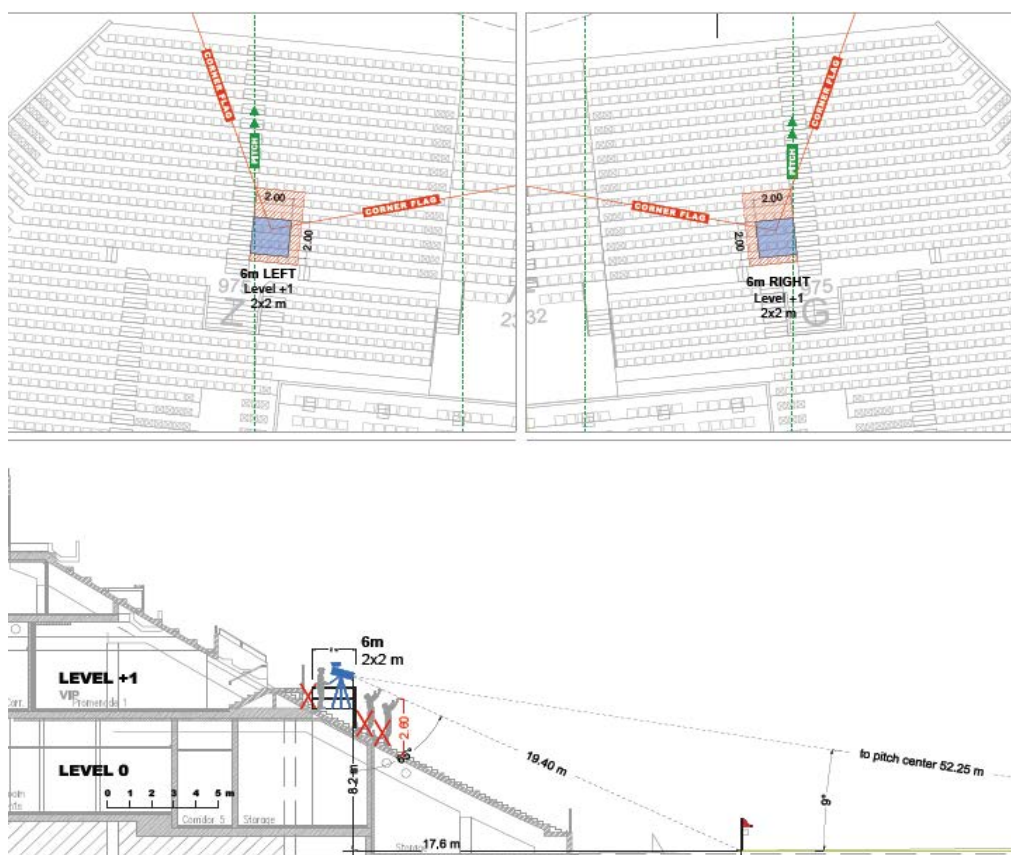 CORNER FLAG
PITCH
2.00
CORNER FLAG
2.00
6m LEFT
Level +1
2x2 m
Z
CORNER FLAG
PITCH
2.00
CORNER FLAG
2.00
6m RIGHT
975
Level +1
2x2 m
G
6m
2x2 m
LEVEL +1
VIP
Promenade 1
2.60
19.40 m
to pitch center 52.25 m
9°
8.2 m
LEVEL 0
0 1 2 3 4 5 m
Corridor 5
Storage
17.6 m